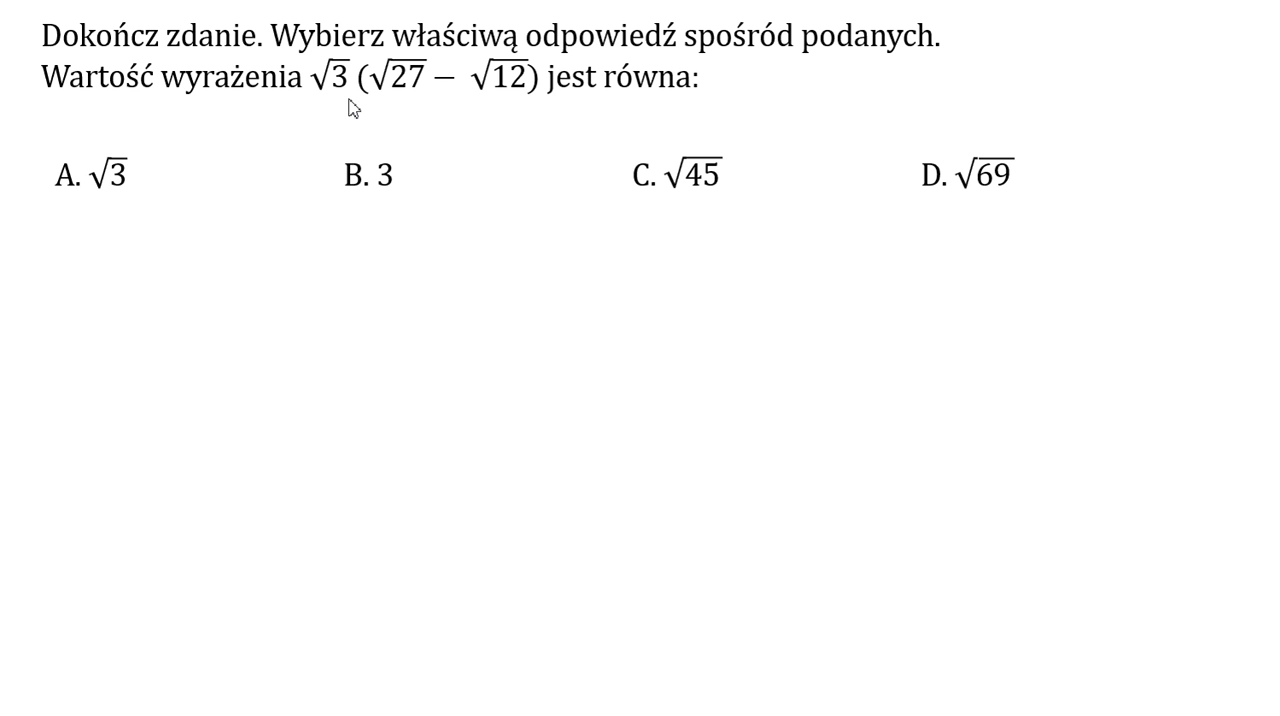 Dokończ zdanie. Wybierz właściwą odpowiedź spośród podanych.
Wartość wyrażenia √3 (√27 − √12) jest równa:
A. √3 B. 3 C. √45 D. √69